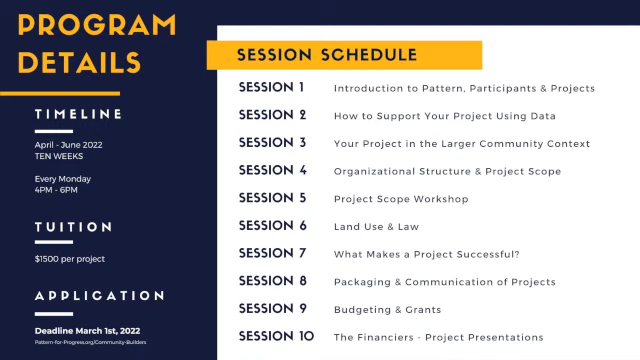 PROGRAM
DETAILS
TIMELINE
April - June 2022
TEN WEEKS
Every Monday
4PM - 6PM
TUITION
$1500 per project
APPLICATION
Deadline March 1st, 2022
Pattern-for-Progress.org/Community-Builders
SESSION SCHEDULE
SESSION 1 Introduction to Pattern, Participants & Projects
SESSION 2 How to Support Your Project Using Data
SESSION 3 Your Project in the Larger Community Context
SESSION 4 Organizational Structure & Project Scope
SESSION 5 Project Scope Workshop
SESSION 6 Land Use & Law
SESSION 7 What Makes a Project Successful?
SESSION 8 Packaging & Communication of Projects
SESSION 9 Budgeting & Grants
SESSION 10 The Financiers - Project Presentations